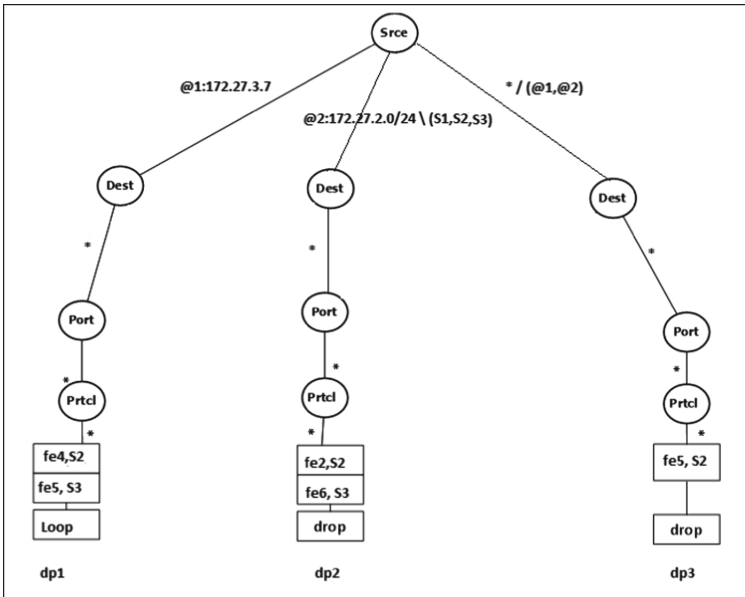 Srce
@1:172.27.3.7
* / (@1,@2)
@2:172.27.2.0/24 \ (S1,S2,S3)
Dest
Dest
Dest
*
*
*
Port
Port
Port
*
*
*
Prtcl
Prtcl
Prtcl
*
*
*
fe4,S2
fe2,S2
fe5, S2
fe5, S3
fe6, S3
Loop
drop
drop
dp1
dp2
dp3